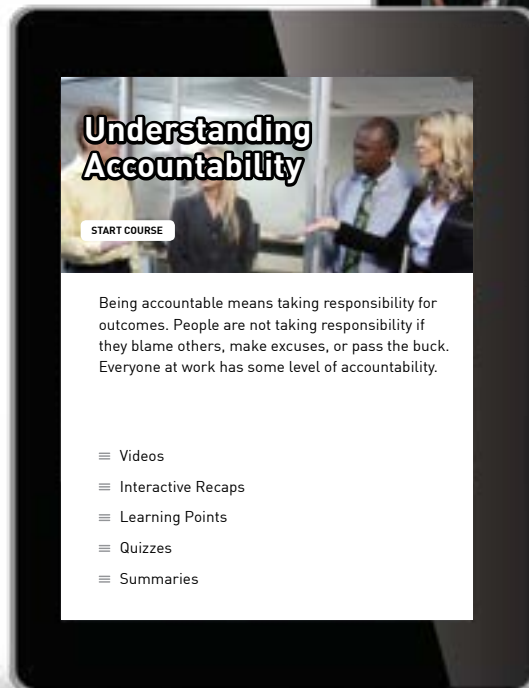 Understanding
Accountability
START COURSE
Being accountable means taking responsibility for
outcomes. People are not taking responsibility if
they blame others, make excuses, or pass the buck.
Everyone at work has some level of accountability.
Videos
Interactive Recaps
Learning Points
Quizzes
Summaries